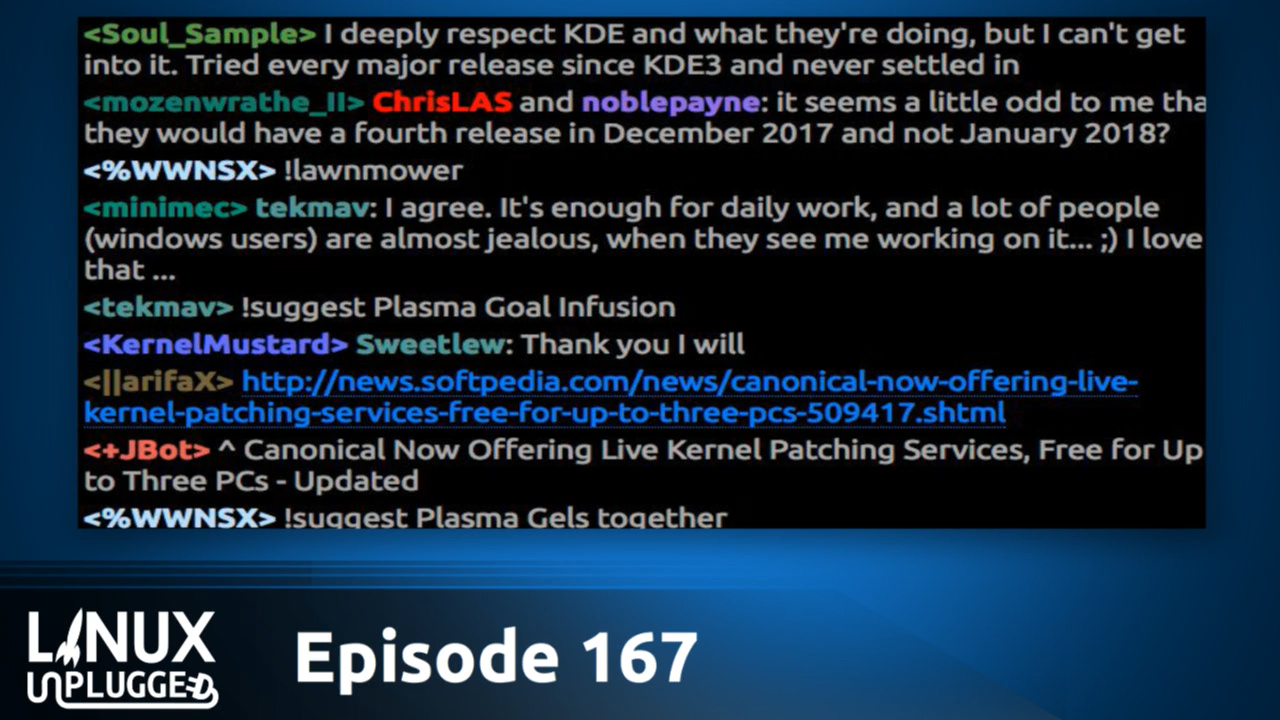 <Soul_Sample> I deeply respect KDE and what they're doing, but I can't get
into it. Tried every major release since KDE3 and never settled in
<mozenwrathe_II> ChrisLAS and noblepayne: it seems a little odd to me tha
they would have a fourth release in December 2017 and not January 2018?
<%WWNSX> !lawnmower
<minimec> tekmav: I agree. It's enough for daily work, and a lot of people
(windows users) are almost jealous, when they see me working on it... ;) I love
that ...
<tekmav> !suggest Plasma Goal Infusion
<KernelMustard> Sweetlew: Thank you I will
<||arifaX> http://news.softpedia.com/news/canonical-now-offering-live-
kernel-patching-services-free-for-up-to-three-pcs-509417.shtml
<+JBot> ^ Canonical Now Offering Live Kernel Patching Services, Free for Up
to Three PCs - Updated
<%WWNSX> !suggest Plasma Gels together
LINUX
UNPLUGGED
Episode 167